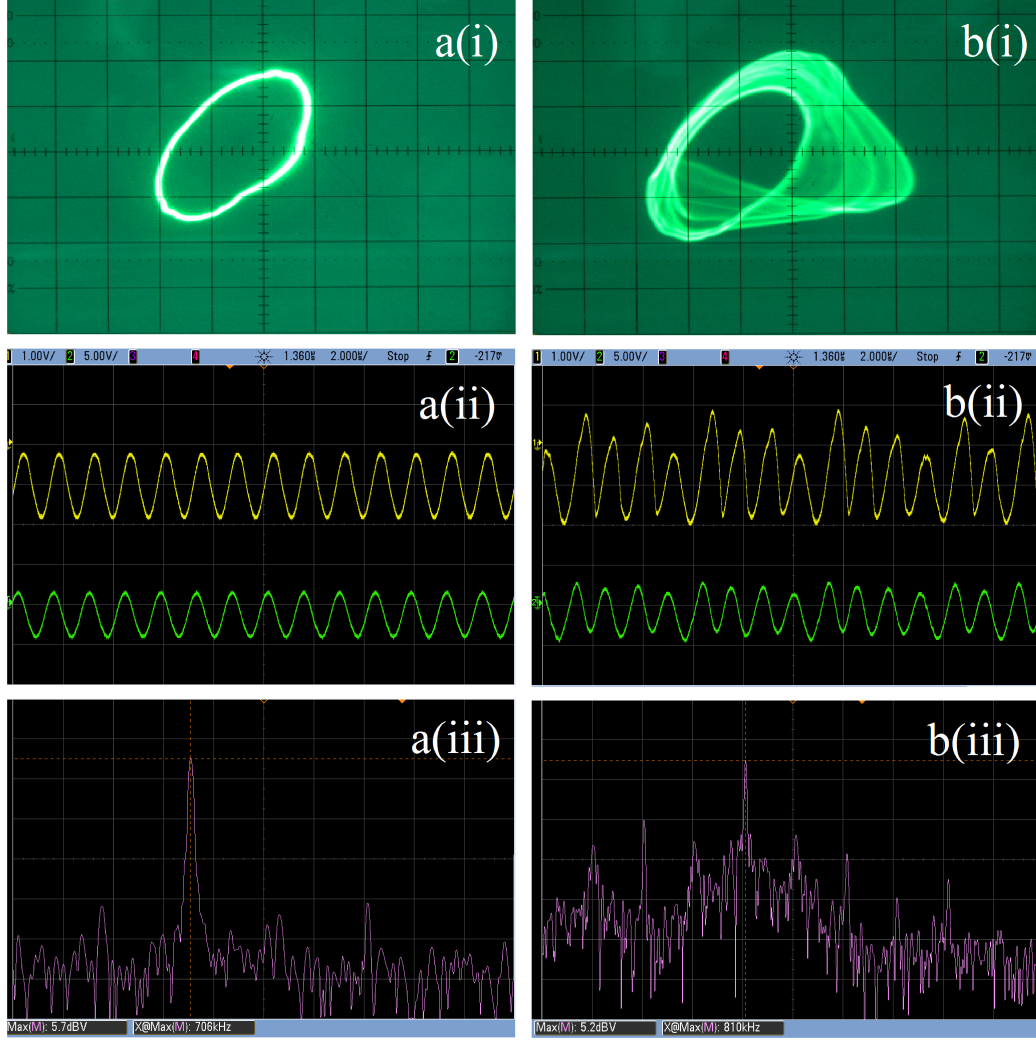 a(i)
b(i)
1 1.00V/ 2 5.00V/ 3 4 1.360 2.000 / Stop 2 -217
a(ii)
1 1.00V/ 2 5.00V/ 3 4 1.360 2.000 / Stop 2 -217
b(ii)
a(iii)
Max(M): 5.7dBV X@Max(M): 706kHz
b(iii)
Max(M): 5.2dBV X@Max(M): 810kHz